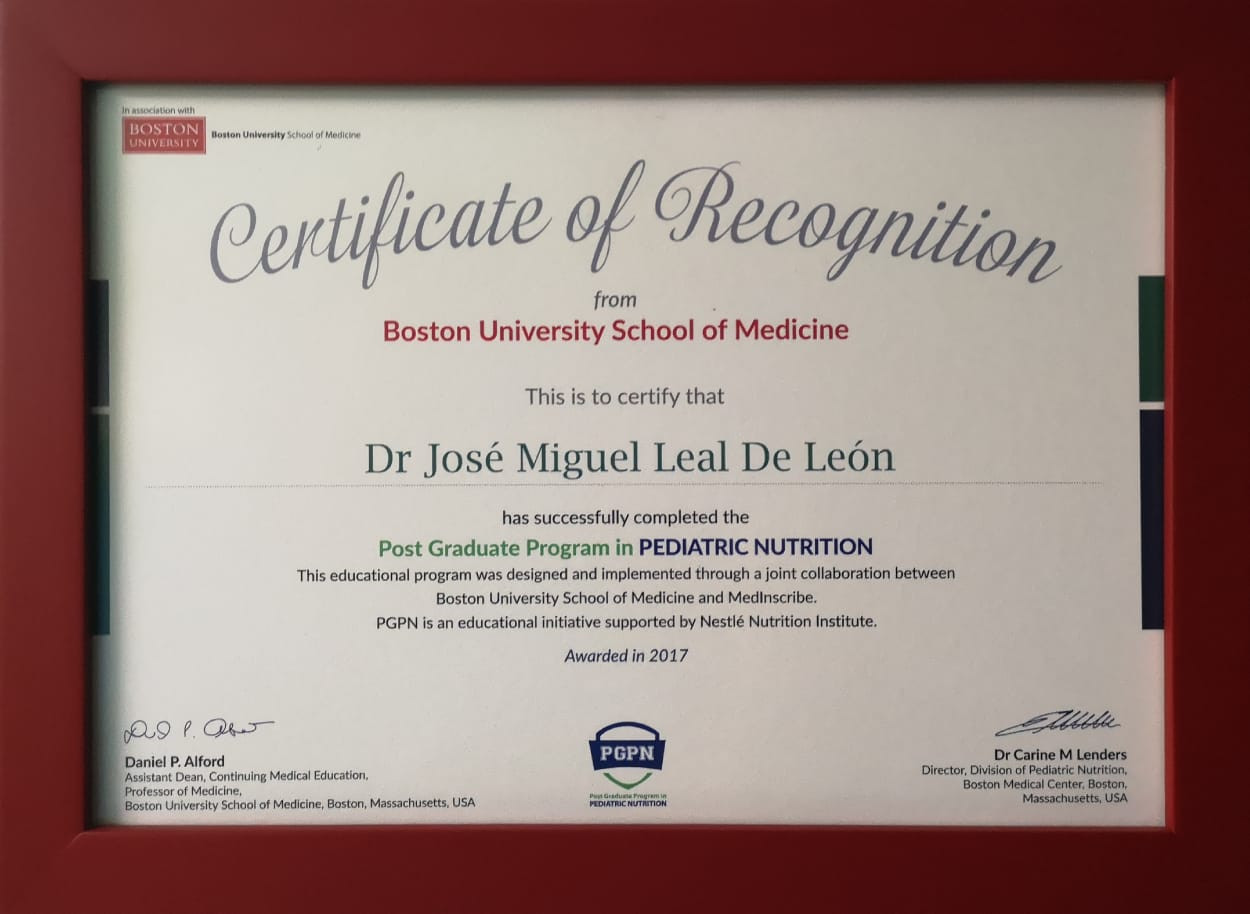 In association with
BOSTON
UNIVERSITY
Boston University School of Medicine
Certificate of Recognition
from
Boston University School of Medicine
This is to certify that
Dr José Miguel Leal De León
has successfully completed the
Post Graduate Program in PEDIATRIC NUTRITION
This educational program was designed and implemented through a joint collaboration between
Boston University School of Medicine and MedInscribe.
PGPN is an educational initiative supported by Nestlé Nutrition Institute.
Awarded in 2017
Daniel P. Alford
Assistant Dean, Continuing Medical Education,
Professor of Medicine,
Boston University School of Medicine, Boston, Massachusetts, USA
PGPN
Post Graduate Program in
PEDIATRIC NUTRITION
Dr Carine M Lenders
Director, Division of Pediatric Nutrition,
Boston Medical Center, Boston,
Massachusetts, USA